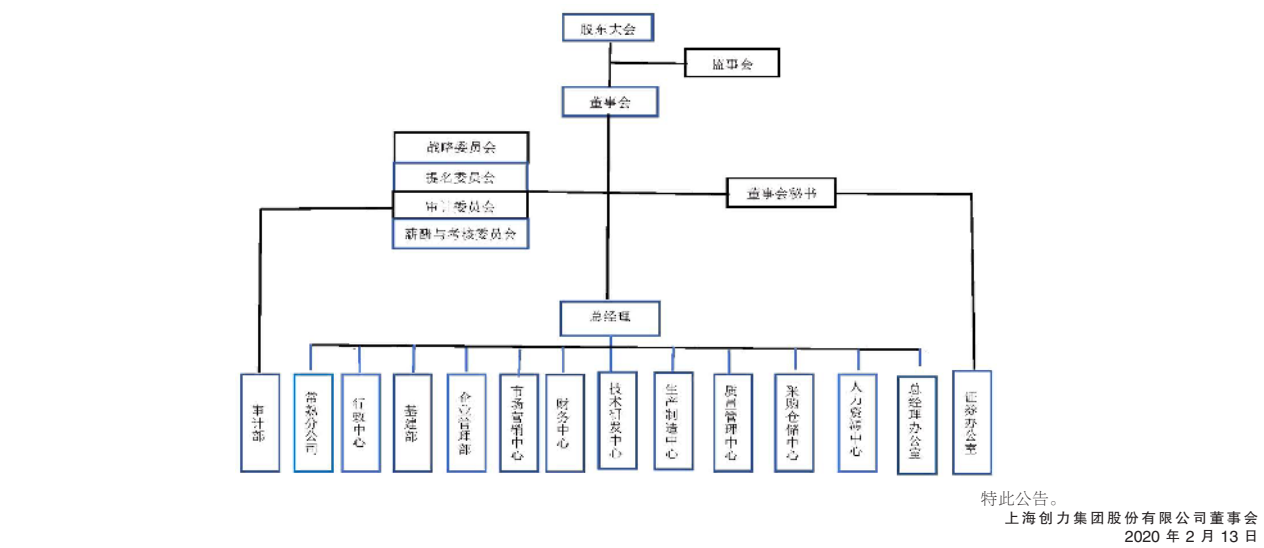 股东大会
监事会
董事会
战略委员会
提名委员会
审计委员会
薪酬与考核委员会
董事会秘书
总经理
审计部
常熟分公司
行政中心
基建部
企业管理部
市场营销中心
财务中心
技术研发中心
生产制造中心
质量管理中心
采购仓储中心
人力资源中心
总经理办公室
证券办公室
特此公告。
上海创力集团股份有限公司董事会
2020 年 2 月 13 日